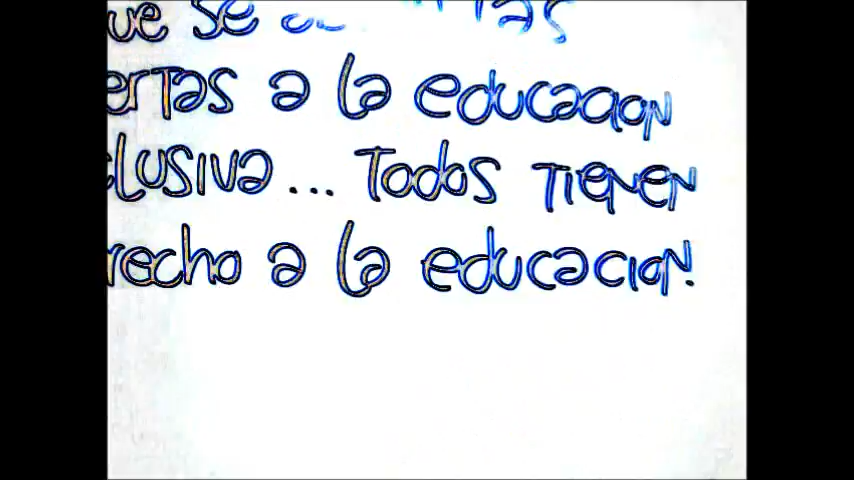 ue se
ertas a la educacion
clusiva... Todos Tienen
recho a la educacion.